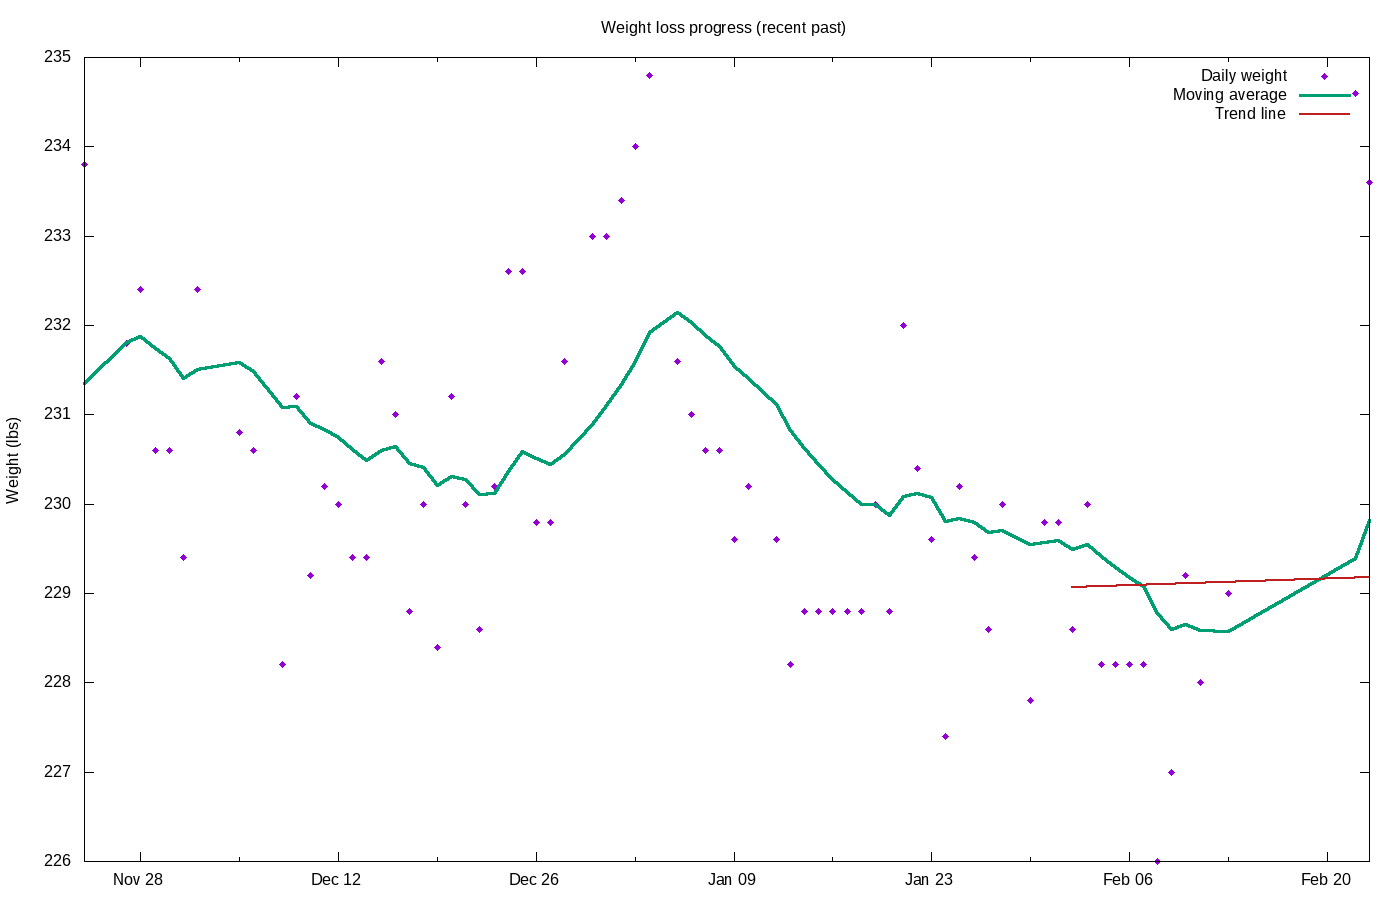 Weight loss progress (recent past)
235
234
233
232
231
230
229
228
227
226
Weight (lbs)
Daily weight
Moving average
Trend line
Nov 28
Dec 12
Dec 26
Jan 09
Jan 23
Feb 06
Feb 20